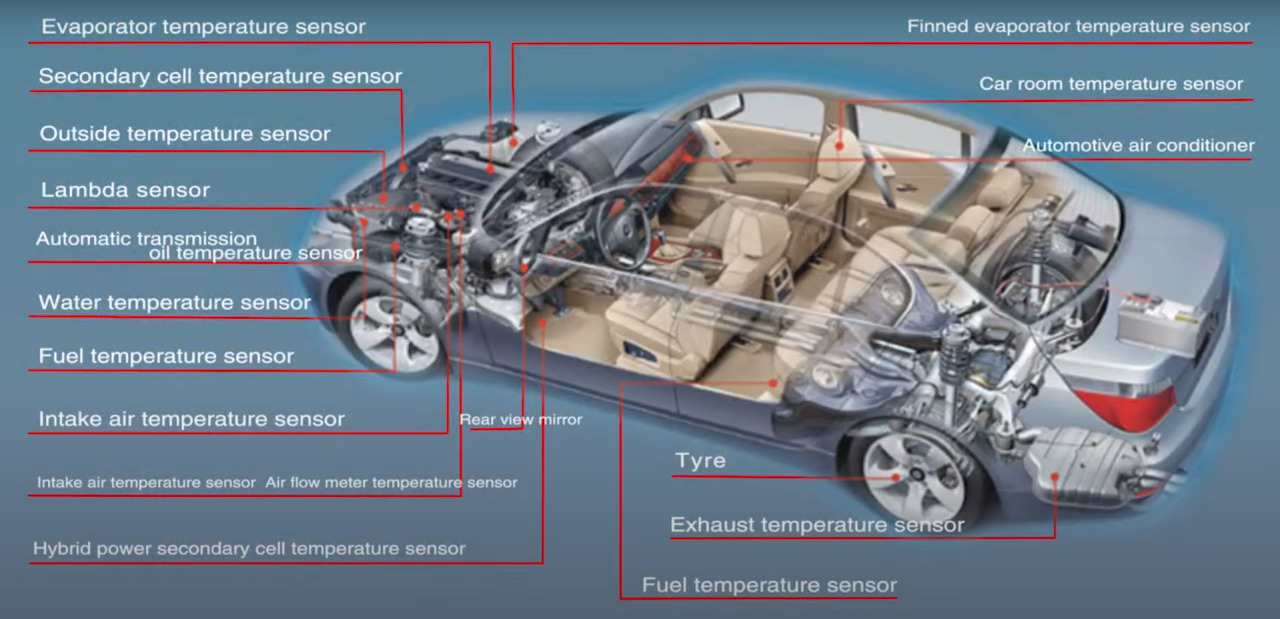 Evaporator temperature sensor
Finned evaporator temperature sensor
Secondary cell temperature sensor
Car room temperature sensor
Outside temperature sensor
Automotive air conditioner
Lambda sensor
Automatic transmission
oil temperature sensor
Water temperature sensor
Fuel temperature sensor
Intake air temperature sensor
Rear view mirror
Intake air temperature sensor Air flow meter temperature sensor
Tyre
Exhaust temperature sensor
Hybrid power secondary cell temperature sensor
Fuel temperature sensor